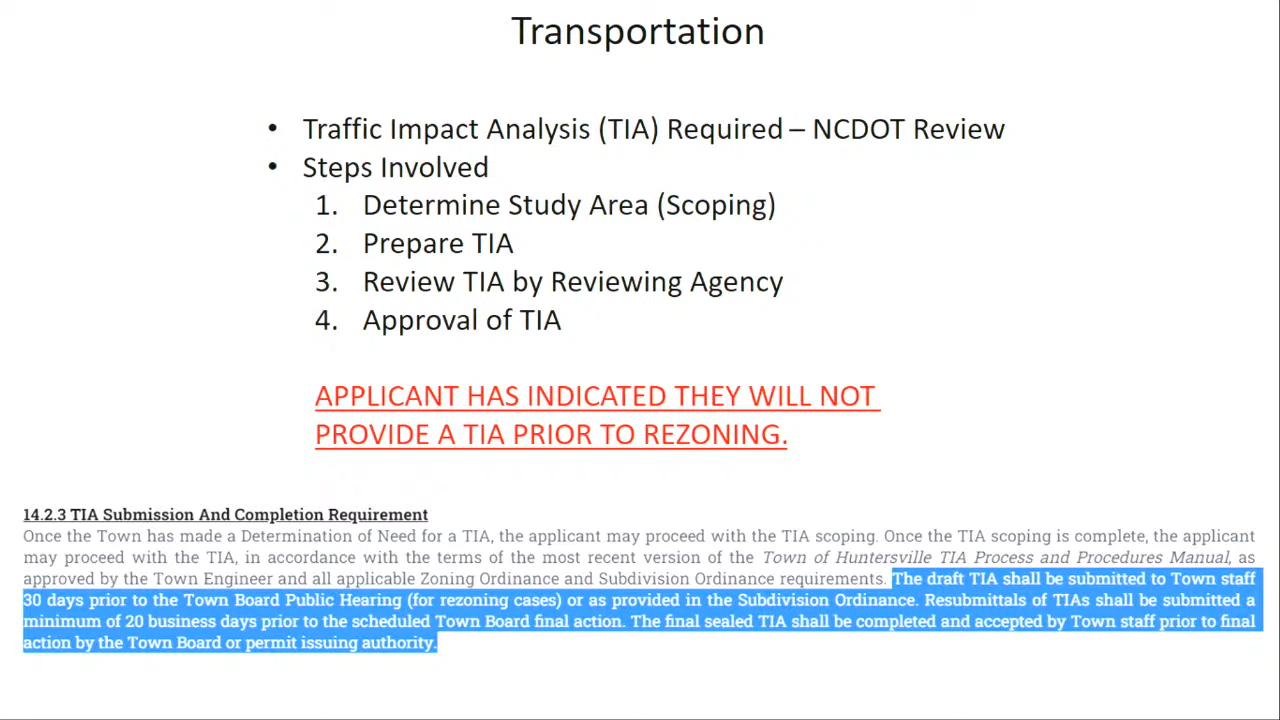 Transportation
• Traffic Impact Analysis (TIA) Required – NCDOT Review
• Steps Involved
1. Determine Study Area (Scoping)
2. Prepare TIA
3. Review TIA by Reviewing Agency
4. Approval of TIA
APPLICANT HAS INDICATED THEY WILL NOT
PROVIDE A TIA PRIOR TO REZONING.
14.2.3 TIA Submission And Completion Requirement
Once the Town has made a Determination of Need for a TIA, the applicant may proceed with the TIA scoping. Once the TIA scoping is complete, the applicant
may proceed with the TIA, in accordance with the terms of the most recent version of the Town of Huntersville TIA Process and Procedures Manual, as
approved by the Town Engineer and all applicable Zoning Ordinance and Subdivision Ordinance requirements. The draft TIA shall be submitted to Town staff
30 days prior to the Town Board Public Hearing (for rezoning cases) or as provided in the Subdivision Ordinance. Resubmittals of TIAs shall be submitted a
minimum of 20 business days prior to the scheduled Town Board final action. The final sealed TIA shall be completed and accepted by Town staff prior to final
action by the Town Board or permit issuing authority.